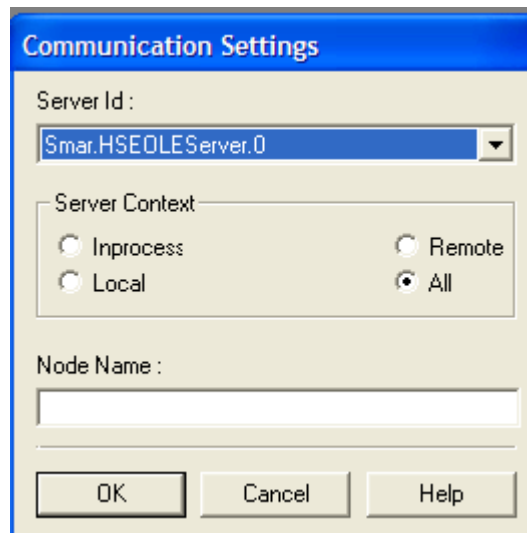 Communication Settings
Server Id :
Smar.HSEOLEServer.0
Server Context
Inprocess Remote
Local All
Node Name :
OK Cancel Help